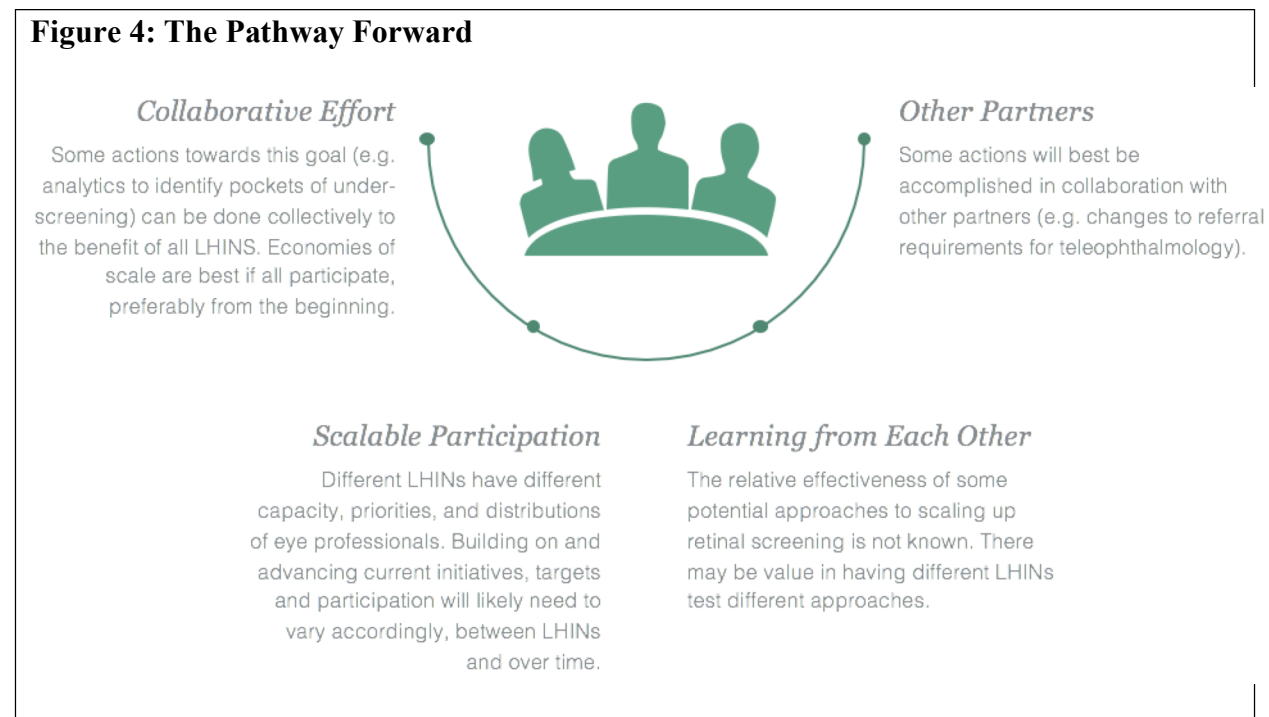 Figure 4: The Pathway Forward
Collaborative Effort
Some actions towards this goal (e.g.
analytics to identify pockets of under-
screening) can be done collectively to
the benefit of all LHINS. Economies of
scale are best if all participate,
preferably from the beginning.
Other Partners
Some actions will best be
accomplished in collaboration with
other partners (e.g. changes to referral
requirements for teleophthalmology).
Scalable Participation
Different LHINs have different
capacity, priorities, and distributions
of eye professionals. Building on and
advancing current initiatives, targets
and participation will likely need to
vary accordingly, between LHINs
and over time.
Learning from Each Other
The relative effectiveness of some
potential approaches to scaling up
retinal screening is not known. There
may be value in having different LHINs
test different approaches.